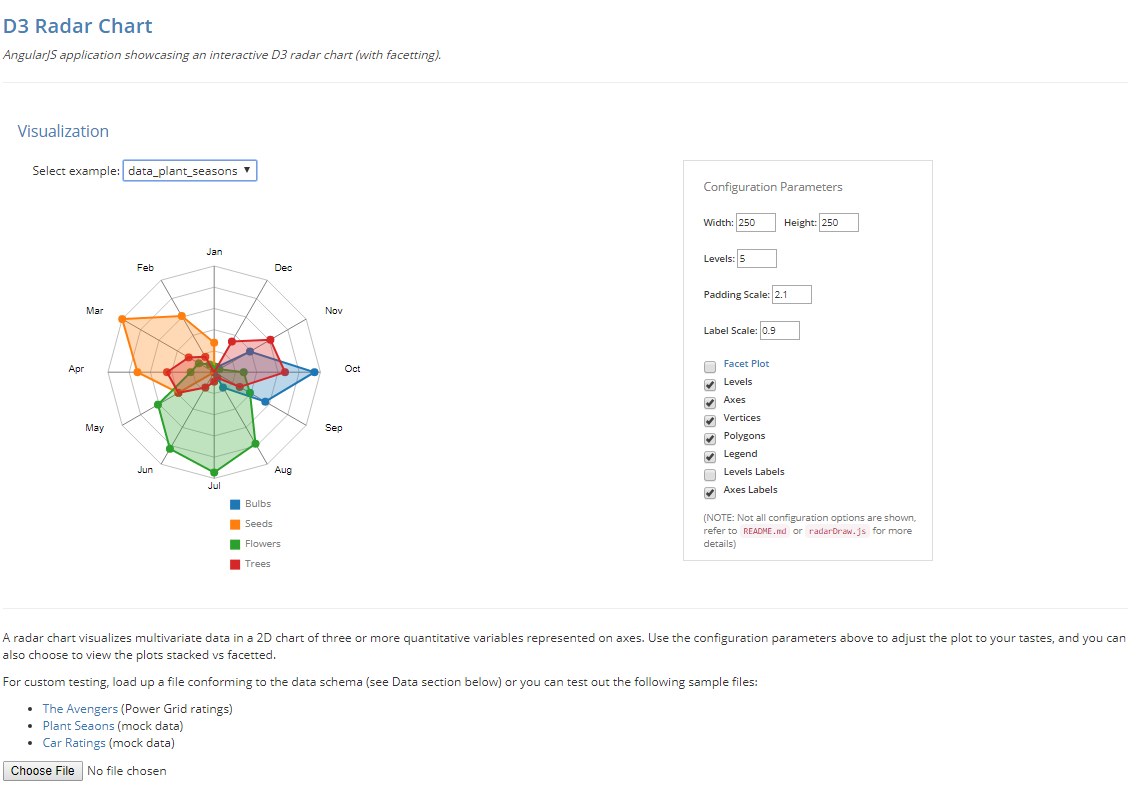 D3 Radar Chart
AngularJS application showcasing an interactive D3 radar chart (with facetting).
Visualization
Select example: data_plant_seasons
Jan
Feb
Dec
Mar
Nov
Apr
Oct
May
Sep
Jun
Aug
Jul
Bulbs
Seeds
Flowers
Trees
Configuration Parameters
Width: 250 Height: 250
Levels: 5
Padding Scale: 2.1
Label Scale: 0.9
Facet Plot
Levels
Axes
Vertices
Polygons
Legend
Levels Labels
Axes Labels
(NOTE: Not all configuration options are shown,
refer to README.md or radarDraw.js for more
details)
A radar chart visualizes multivariate data in a 2D chart of three or more quantitative variables represented on axes. Use the configuration parameters above to adjust the plot to your tastes, and you can
also choose to view the plots stacked vs facetted.
For custom testing, load up a file conforming to the data schema (see Data section below) or you can test out the following sample files:
• The Avengers (Power Grid ratings)
• Plant Seaons (mock data)
• Car Ratings (mock data)
Choose File No file chosen